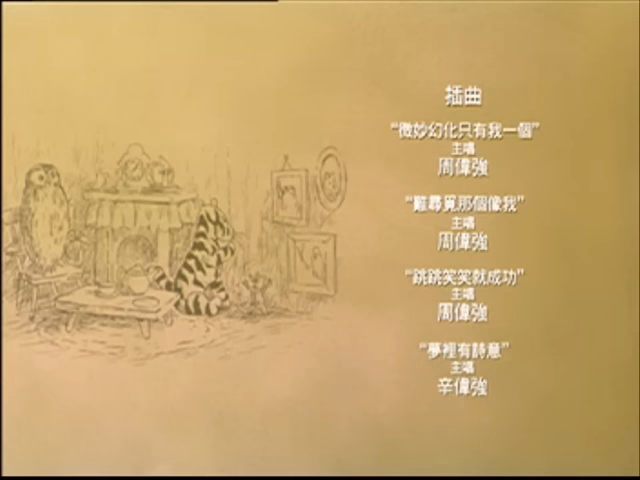 插曲
“微妙幻化只有我一個”
主唱
周偉強
“難尋覓那個像我”
主唱
周偉強
“跳跳笑笑就成功”
主唱
周偉強
“夢裡有詩意”
主唱
辛偉強